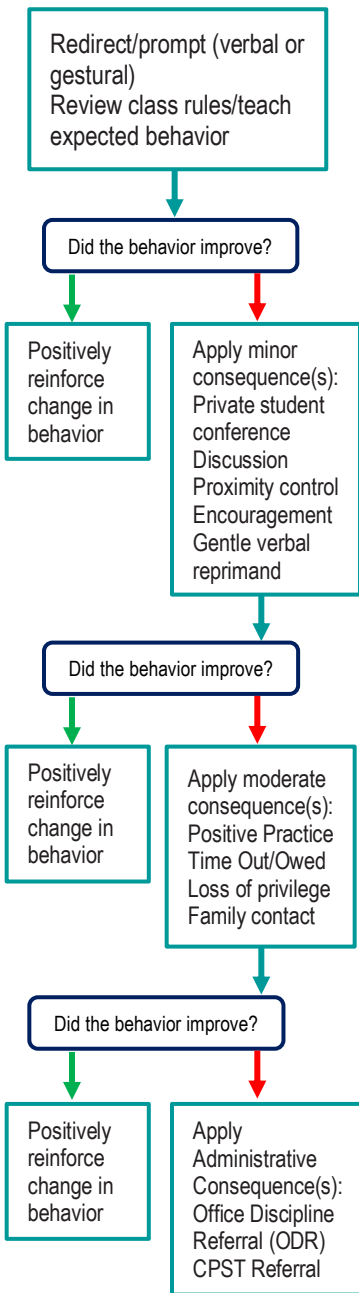 Redirect/prompt (verbal or
gestural)
Review class rules/teach
expected behavior
Did the behavior improve?
Positively
reinforce
change in
behavior
Apply minor
consequence(s):
Private student
conference
Discussion
Proximity control
Encouragement
Gentle verbal
reprimand
Did the behavior improve?
Positively
reinforce
change in
behavior
Apply moderate
consequence(s):
Positive Practice
Time Out/Owed
Loss of privilege
Family contact
Did the behavior improve?
Positively
reinforce
change in
behavior
Apply
Administrative
Consequence(s):
Office Discipline
Referral (ODR)
CPST Referral